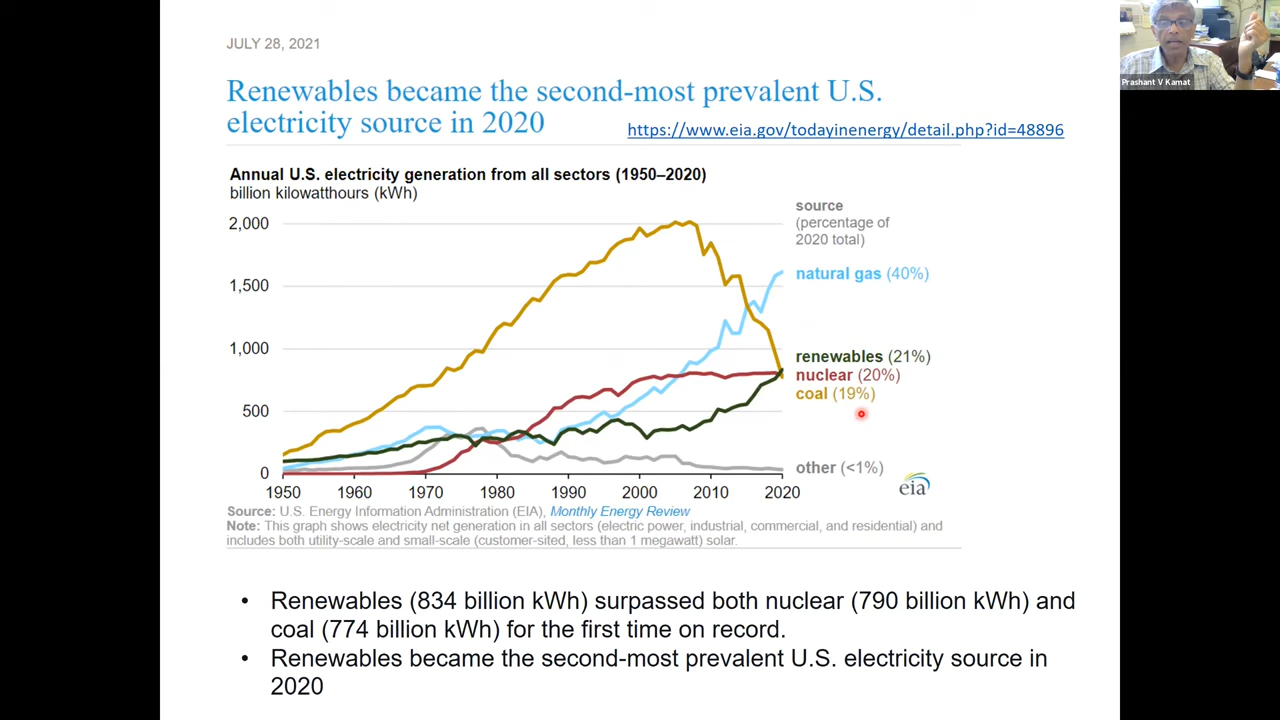 JULY 28, 2021
Renewables became the second-most prevalent U.S.
electricity source in 2020
https://www.eia.gov/todayinenergy/detail.php?id=48896
Annual U.S. electricity generation from all sectors (1950–2020)
billion kilowatthours (kWh)
2,000
1,500
1,000
500
0
1950
1960
1970
1980
1990
2000
2010
2020
source
(percentage of
2020 total)
natural gas (40%)
renewables (21%)
nuclear (20%)
coal (19%)
other (<1%)
eia
Source: U.S. Energy Information Administration (EIA), Monthly Energy Review
Note: This graph shows electricity net generation in all sectors (electric power, industrial, commercial, and residential) and
includes both utility-scale and small-scale (customer-sited, less than 1 megawatt) solar.
• Renewables (834 billion kWh) surpassed both nuclear (790 billion kWh) and
coal (774 billion kWh) for the first time on record.
• Renewables became the second-most prevalent U.S. electricity source in
2020
Prashant V Kamat